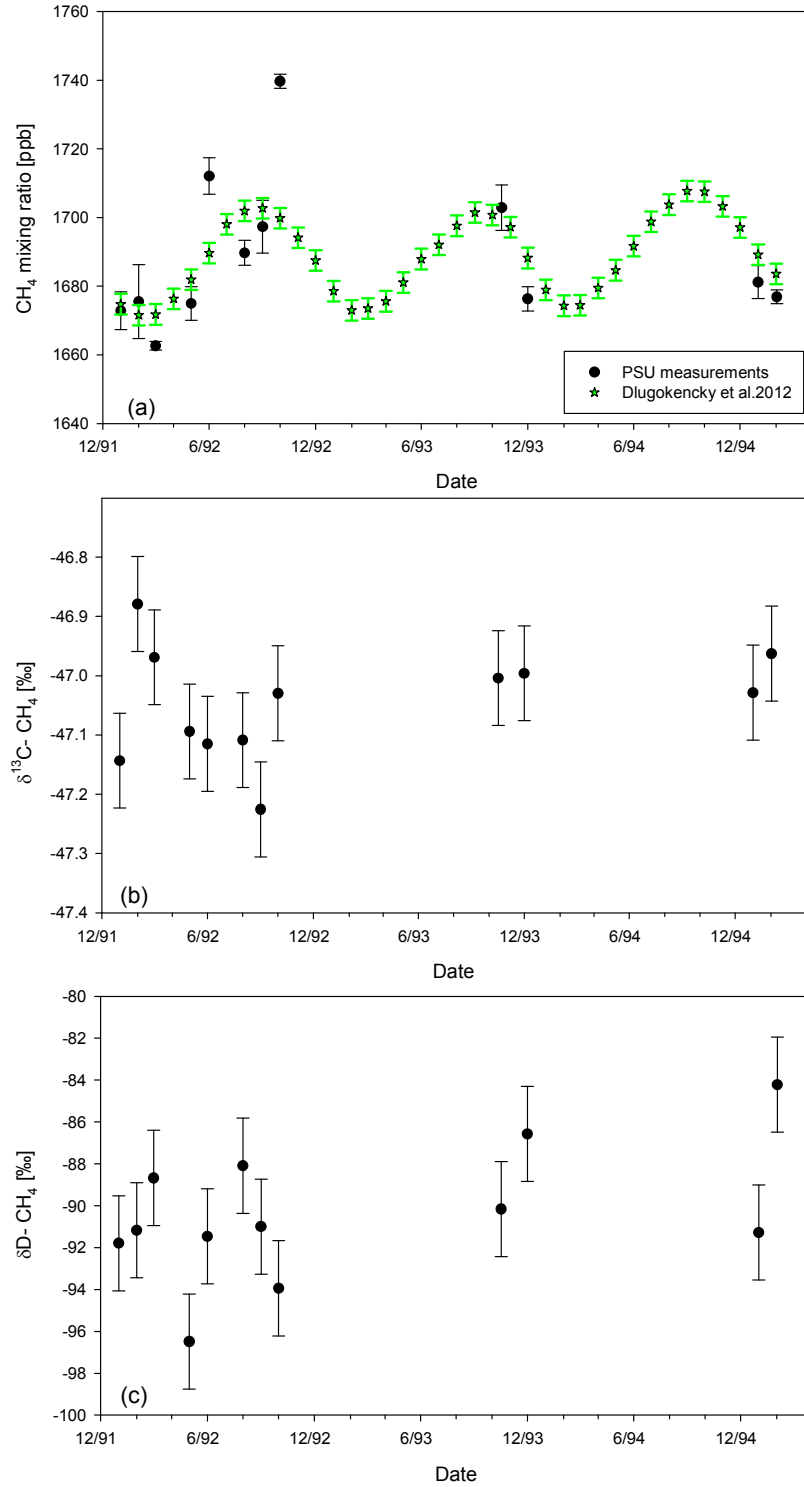 1760
1740
1720
1700
1680
1660
1640
CH₄ mixing ratio [ppb]
PSU measurements
Dlugokencky et al.2012
(a)
12/91 6/92 12/92 6/93 12/93 6/94 12/94
Date
-46.8
-46.9
-47.0
-47.1
-47.2
-47.3
-47.4
δ¹³C- CH₄ [‰]
(b)
12/91 6/92 12/92 6/93 12/93 6/94 12/94
Date
-80
-82
-84
-86
-88
-90
-92
-94
-96
-98
-100
δD- CH₄ [‰]
(c)
12/91 6/92 12/92 6/93 12/93 6/94 12/94
Date